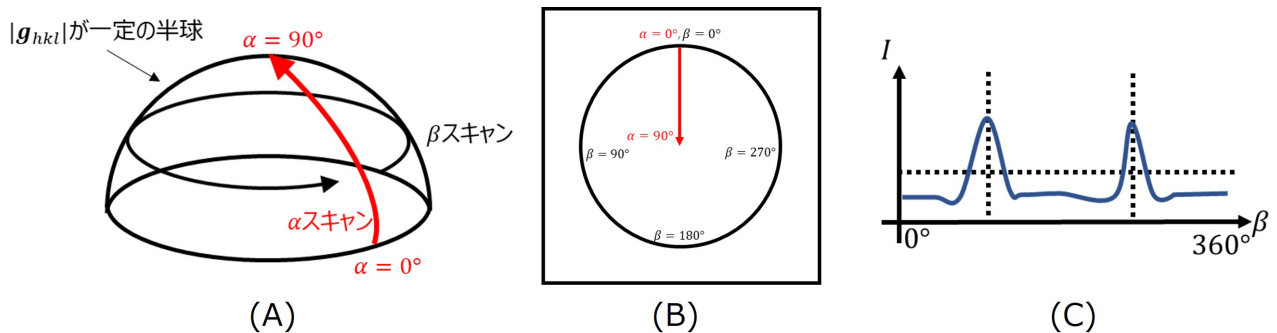 |𝒈ₕₖₗ|が一定の半球
α = 90°
βスキャン
αスキャン
α = 0°
(A)
α = 0°, β = 0°
α = 90°
β = 90°
β = 270°
β = 180°
(B)
I
0°
360°
β
(C)